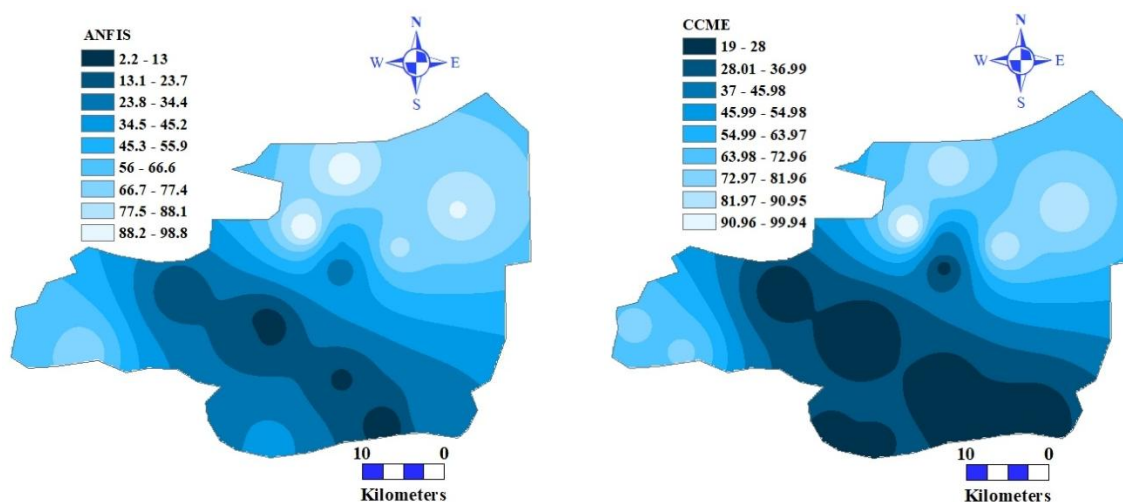 ANFIS
2.2 - 13
13.1 - 23.7
23.8 - 34.4
34.5 - 45.2
45.3 - 55.9
56 - 66.6
66.7 - 77.4
77.5 - 88.1
88.2 - 98.8
N
W E
S
10 0
Kilometers
CCME
19 - 28
28.01 - 36.99
37 - 45.98
45.99 - 54.98
54.99 - 63.97
63.98 - 72.96
72.97 - 81.96
81.97 - 90.95
90.96 - 99.94
N
W E
S
10 0
Kilometers